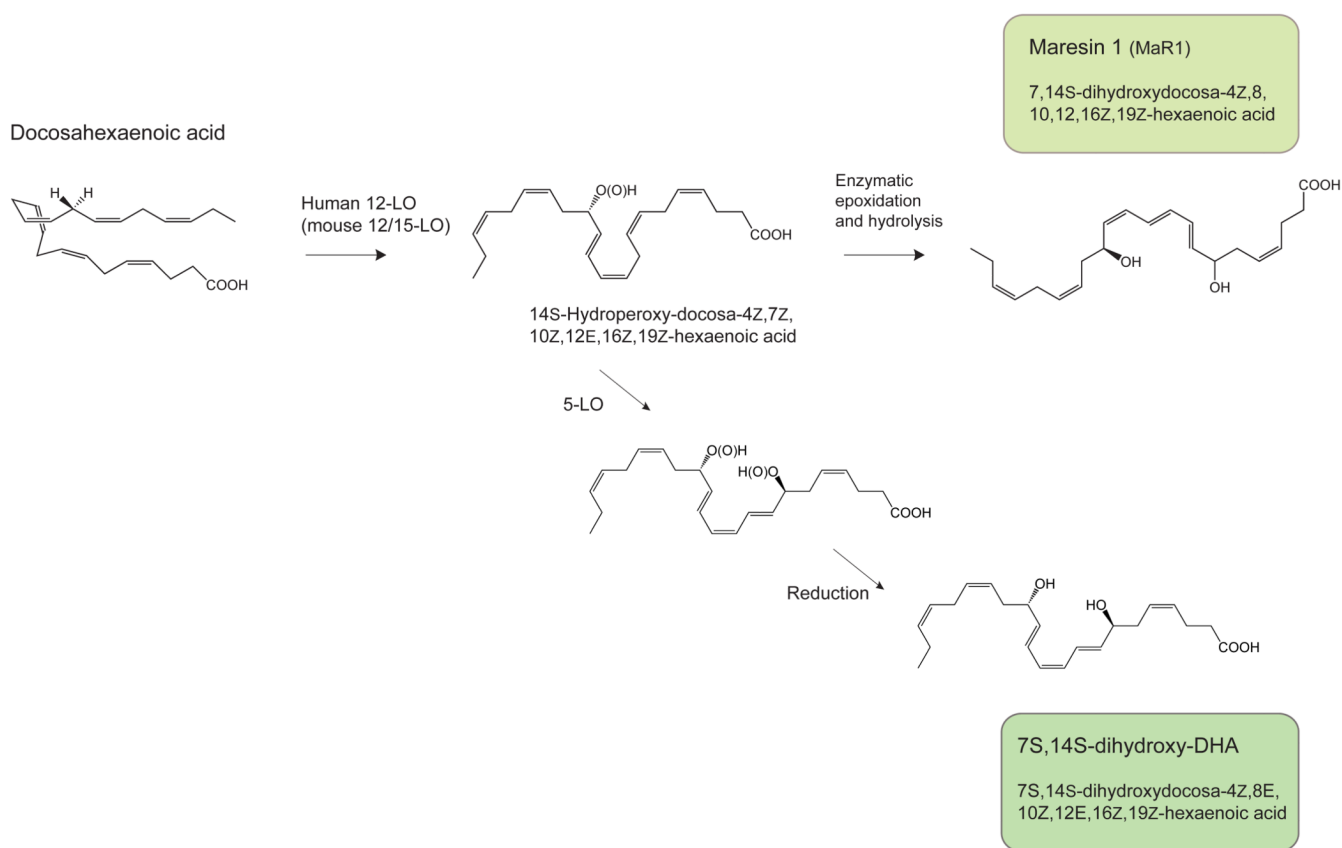 Maresin 1 (MaR1)
7,14S-dihydroxydocosa-4Z,8,
10,12,16Z,19Z-hexaenoic acid
Docosahexaenoic acid
H H
COOH
Human 12-LO
(mouse 12/15-LO)
O(O)H
COOH
14S-Hydroperoxy-docosa-4Z,7Z,
10Z,12E,16Z,19Z-hexaenoic acid
Enzymatic
epoxidation
and hydrolysis
COOH
OH
OH
5-LO
O(O)H
H(O)O
COOH
Reduction
OH
HO
COOH
7S,14S-dihydroxy-DHA
7S,14S-dihydroxydocosa-4Z,8E,
10Z,12E,16Z,19Z-hexaenoic acid